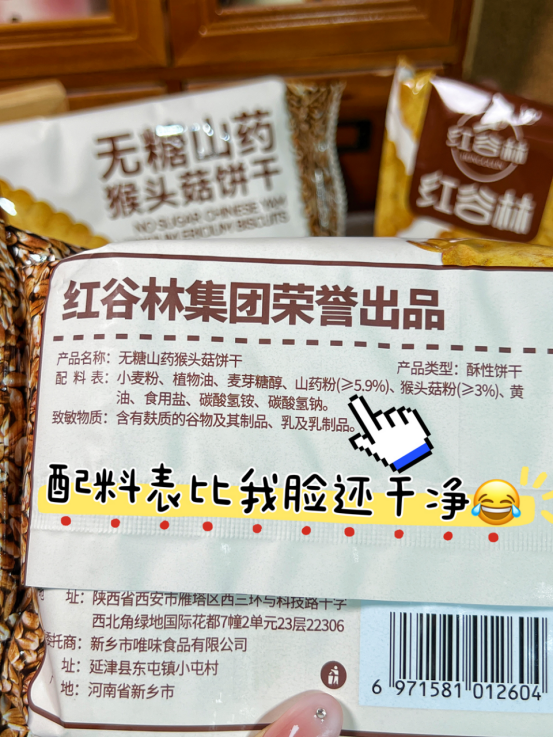 无糖山药
猴头菇饼干
NO SUGAR CHINESE YAM
红谷林
红谷林
红谷林集团荣誉出品
产品名称：无糖山药猴头菇饼干
产品类型：酥性饼干
配 料 表：小麦粉、植物油、麦芽糖醇、山药粉(≥5.9%)、猴头菇粉(≥3%)、黄
油、食用盐、碳酸氢铵、碳酸氢钠。
致敏物质：含有麸质的谷物及其制品、乳及乳制品。
配料表比我脸还干净😂
址：陕西省西安市雁塔区西三环与科技路十字
西北角绿地国际花都7幢2单元23层22306
委托商：新乡市唯味食品有限公司
址：延津县东屯镇小屯村
地：河南省新乡市
6 971581 012604